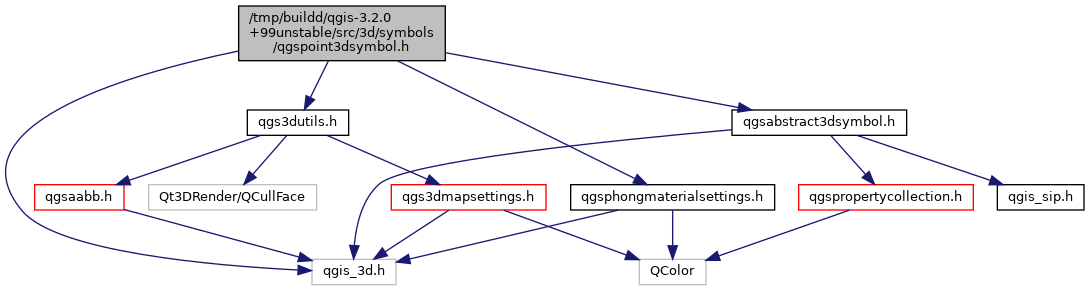 /tmp/buildd/qgis-3.2.0
+99unstable/src/3d/symbols
/qgspoint3dsymbol.h
qgs3dutils.h
qgsabstract3dsymbol.h
qgsaabb.h
Qt3DRender/QCullFace
qgs3dmapsettings.h
qgsphongmaterialsettings.h
qgspropertycollection.h
qgis_sip.h
qgis_3d.h
QColor